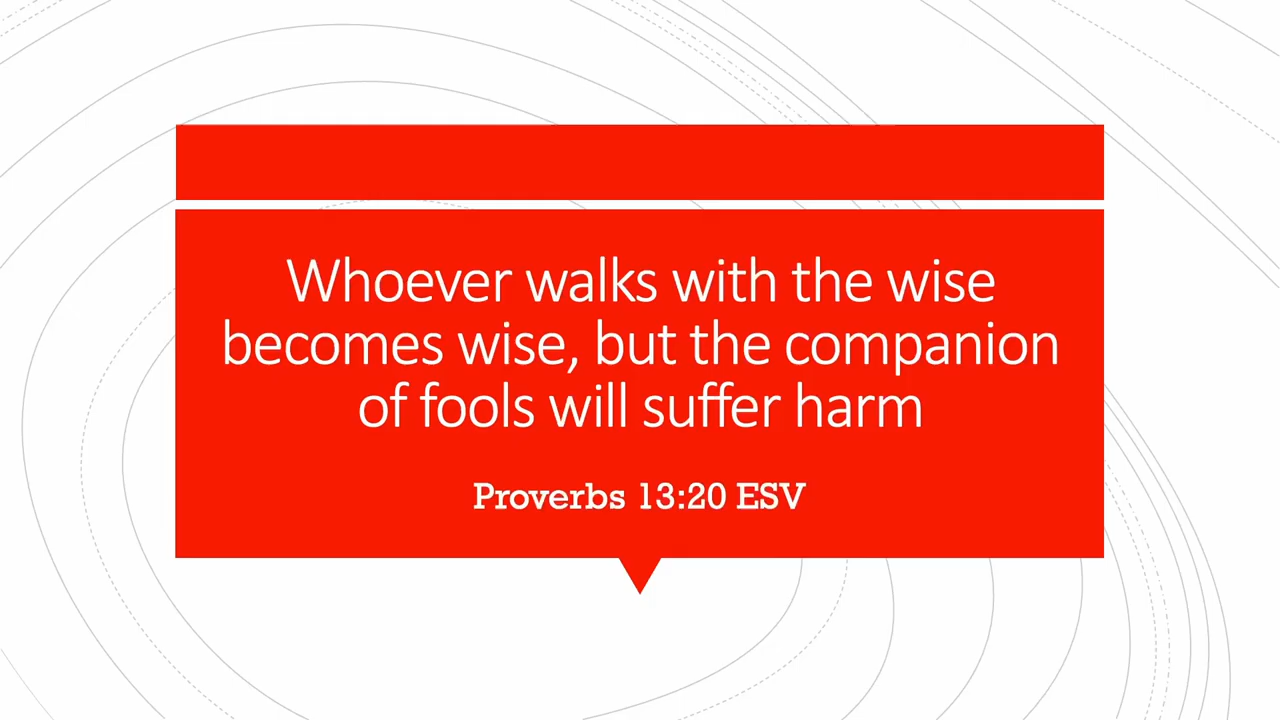 Whoever walks with the wise
becomes wise, but the companion
of fools will suffer harm
Proverbs 13:20 ESV